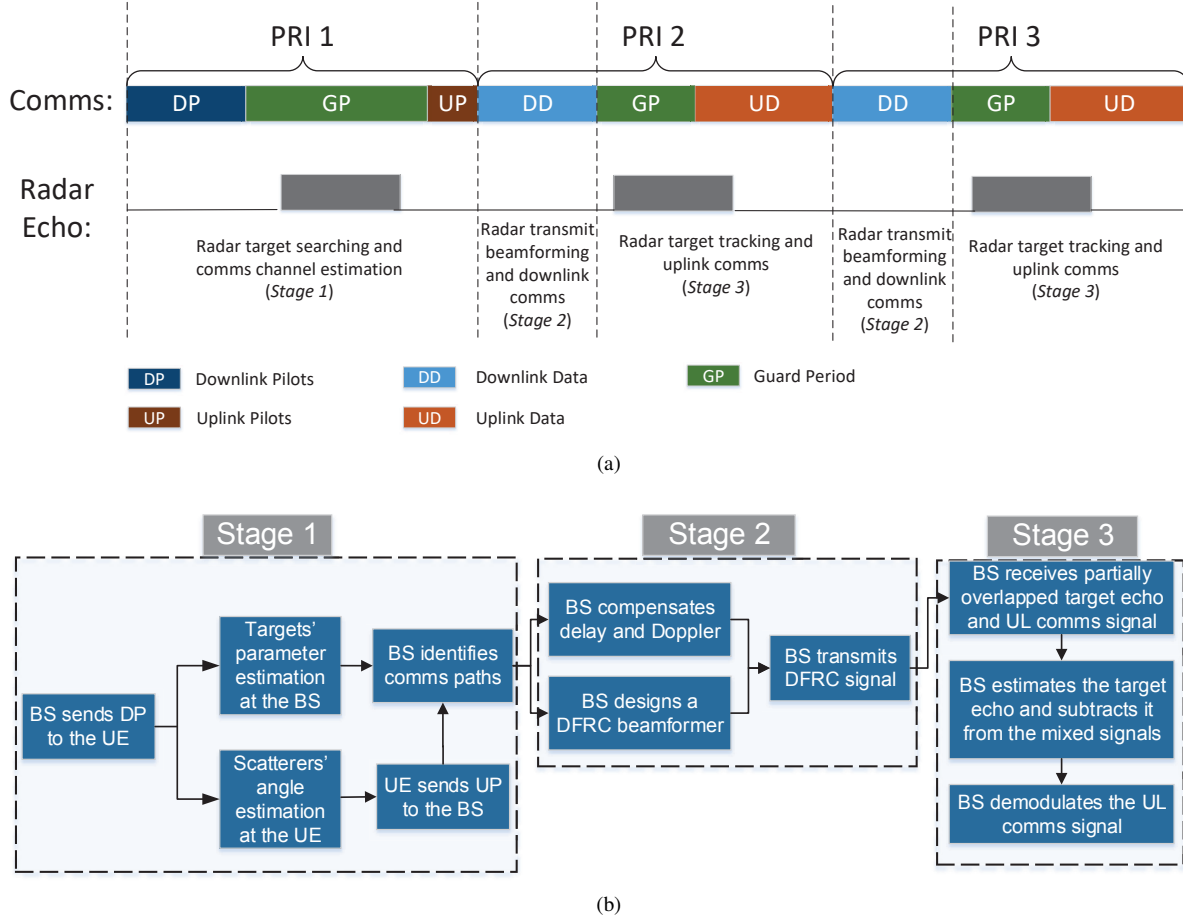 PRI 1
PRI 2
PRI 3
Comms:
DP
GP
UP
DD
GP
UD
DD
GP
UD
Radar
Echo:
Radar target searching and
comms channel estimation
(Stage 1)
Radar transmit
beamforming
and downlink
comms
(Stage 2)
Radar target tracking and
uplink comms
(Stage 3)
Radar transmit
beamforming
and downlink
comms
(Stage 2)
Radar target tracking and
uplink comms
(Stage 3)
DP Downlink Pilots
DD Downlink Data
GP Guard Period
UP Uplink Pilots
UD Uplink Data
(a)
Stage 1
BS sends DP
to the UE
Targets'
parameter
estimation
at the BS
Scatterers'
angle
estimation
at the UE
BS identifies
comms paths
UE sends UP
to the BS
Stage 2
BS compensates
delay and Doppler
BS designs a
DFRC beamformer
BS transmits
DFRC signal
Stage 3
BS receives partially
overlapped target echo
and UL comms signal
BS estimates the target
echo and subtracts it
from the mixed signals
BS demodulates the UL
comms signal
(b)